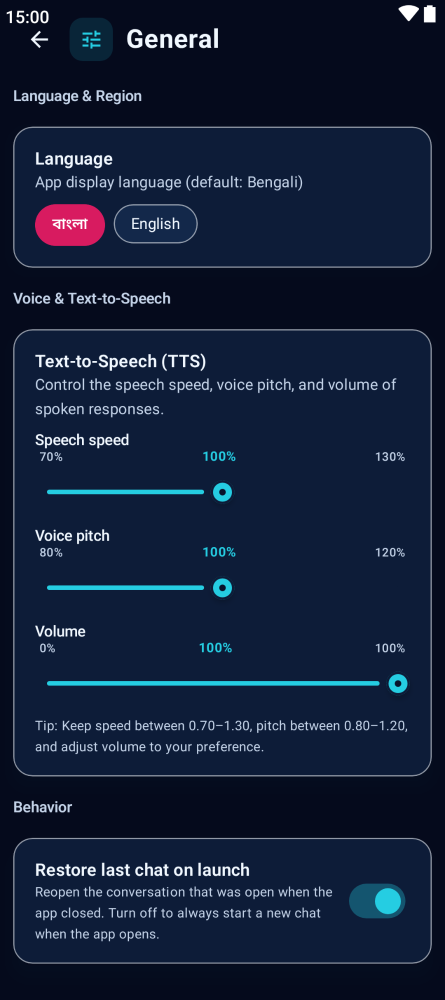 15:00
General
Language & Region
Language
App display language (default: Bengali)
বাংলা English
Voice & Text-to-Speech
Text-to-Speech (TTS)
Control the speech speed, voice pitch, and volume of
spoken responses.
Speech speed
70% 100% 130%
Voice pitch
80% 100% 120%
Volume
0% 100% 100%
Tip: Keep speed between 0.70–1.30, pitch between 0.80–1.20,
and adjust volume to your preference.
Behavior
Restore last chat on launch
Reopen the conversation that was open when the
app closed. Turn off to always start a new chat
when the app opens.